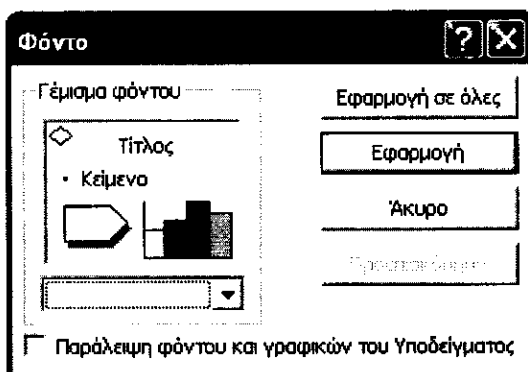 Φόντο
Γέμισμα φόντου
Τίτλος
• Κείμενο
Εφαρμογή σε όλες
Εφαρμογή
Άκυρο
Παράλειψη φόντου και γραφικών του Υποδείγματος